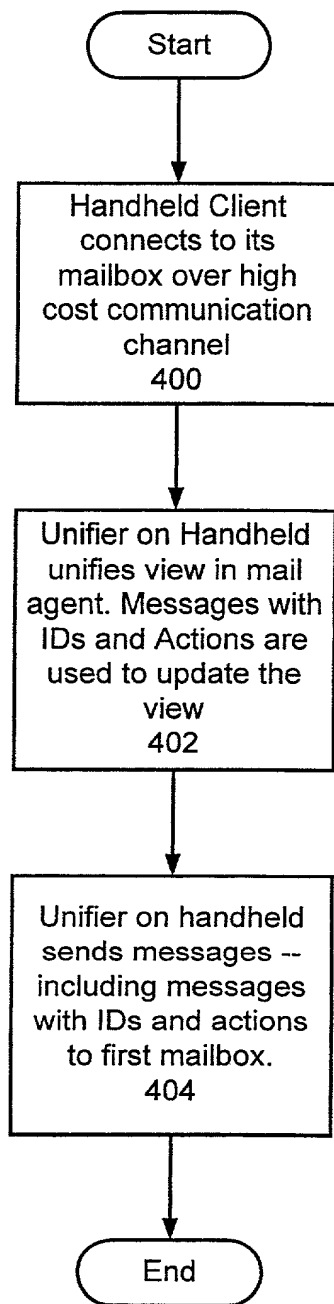 Start
Handheld Client
connects to its
mailbox over high
cost communication
channel
400
Unifier on Handheld
unifies view in mail
agent. Messages with
IDs and Actions are
used to update the
view
402
Unifier on handheld
sends messages --
including messages
with IDs and actions
to first mailbox.
404
End